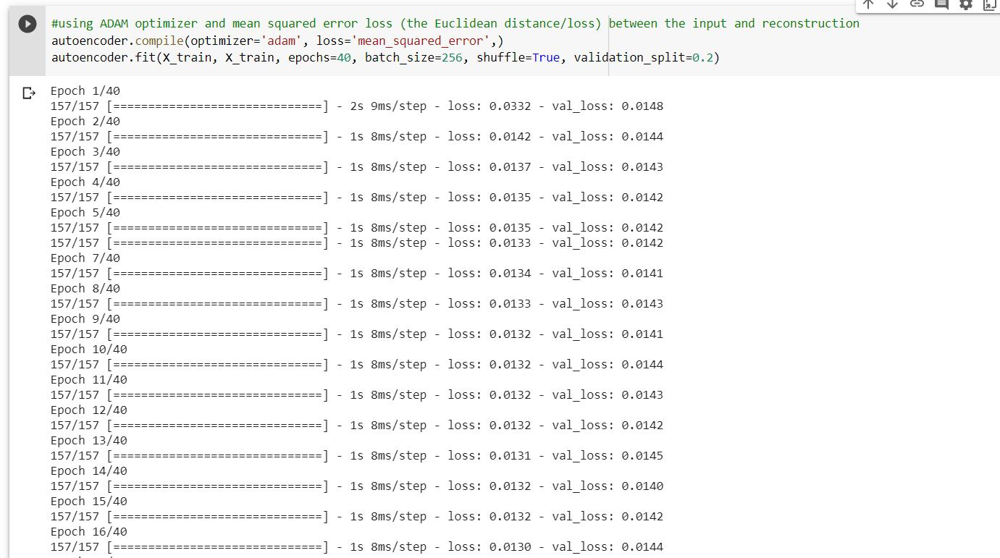 #using ADAM optimizer and mean squared error loss (the Euclidean distance/loss) between the input and reconstruction
autoencoder.compile(optimizer='adam', loss='mean_squared_error',)
autoencoder.fit(X_train, X_train, epochs=40, batch_size=256, shuffle=True, validation_split=0.2)
Epoch 1/40
157/157 [==============================] - 2s 9ms/step - loss: 0.0332 - val_loss: 0.0148
Epoch 2/40
157/157 [==============================] - 1s 8ms/step - loss: 0.0142 - val_loss: 0.0144
Epoch 3/40
157/157 [==============================] - 1s 8ms/step - loss: 0.0137 - val_loss: 0.0143
Epoch 4/40
157/157 [==============================] - 1s 8ms/step - loss: 0.0135 - val_loss: 0.0142
Epoch 5/40
157/157 [==============================] - 1s 8ms/step - loss: 0.0135 - val_loss: 0.0142
157/157 [==============================] - 1s 8ms/step - loss: 0.0133 - val_loss: 0.0142
Epoch 7/40
157/157 [==============================] - 1s 8ms/step - loss: 0.0134 - val_loss: 0.0141
Epoch 8/40
157/157 [==============================] - 1s 8ms/step - loss: 0.0133 - val_loss: 0.0143
Epoch 9/40
157/157 [==============================] - 1s 8ms/step - loss: 0.0132 - val_loss: 0.0141
Epoch 10/40
157/157 [==============================] - 1s 8ms/step - loss: 0.0132 - val_loss: 0.0144
Epoch 11/40
157/157 [==============================] - 1s 8ms/step - loss: 0.0132 - val_loss: 0.0143
Epoch 12/40
157/157 [==============================] - 1s 8ms/step - loss: 0.0132 - val_loss: 0.0142
Epoch 13/40
157/157 [==============================] - 1s 8ms/step - loss: 0.0131 - val_loss: 0.0145
Epoch 14/40
157/157 [==============================] - 1s 8ms/step - loss: 0.0132 - val_loss: 0.0140
Epoch 15/40
157/157 [==============================] - 1s 8ms/step - loss: 0.0132 - val_loss: 0.0142
Epoch 16/40
157/157 [==============================] - 1s 8ms/step - loss: 0.0130 - val_loss: 0.0144